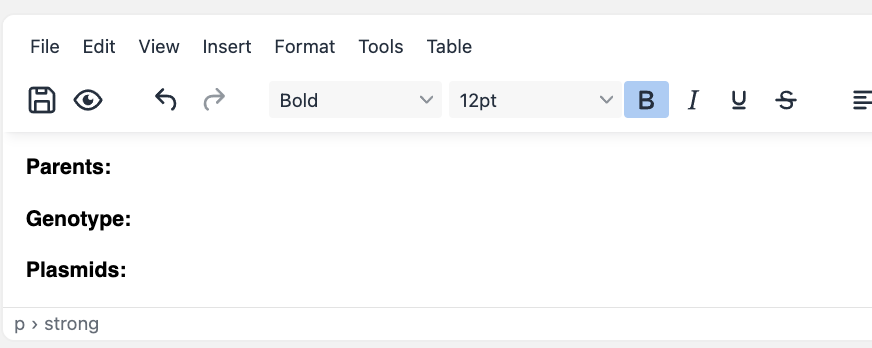 File Edit View Insert Format Tools Table
Bold 12pt B I U S
Parents:
Genotype:
Plasmids:
p › strong